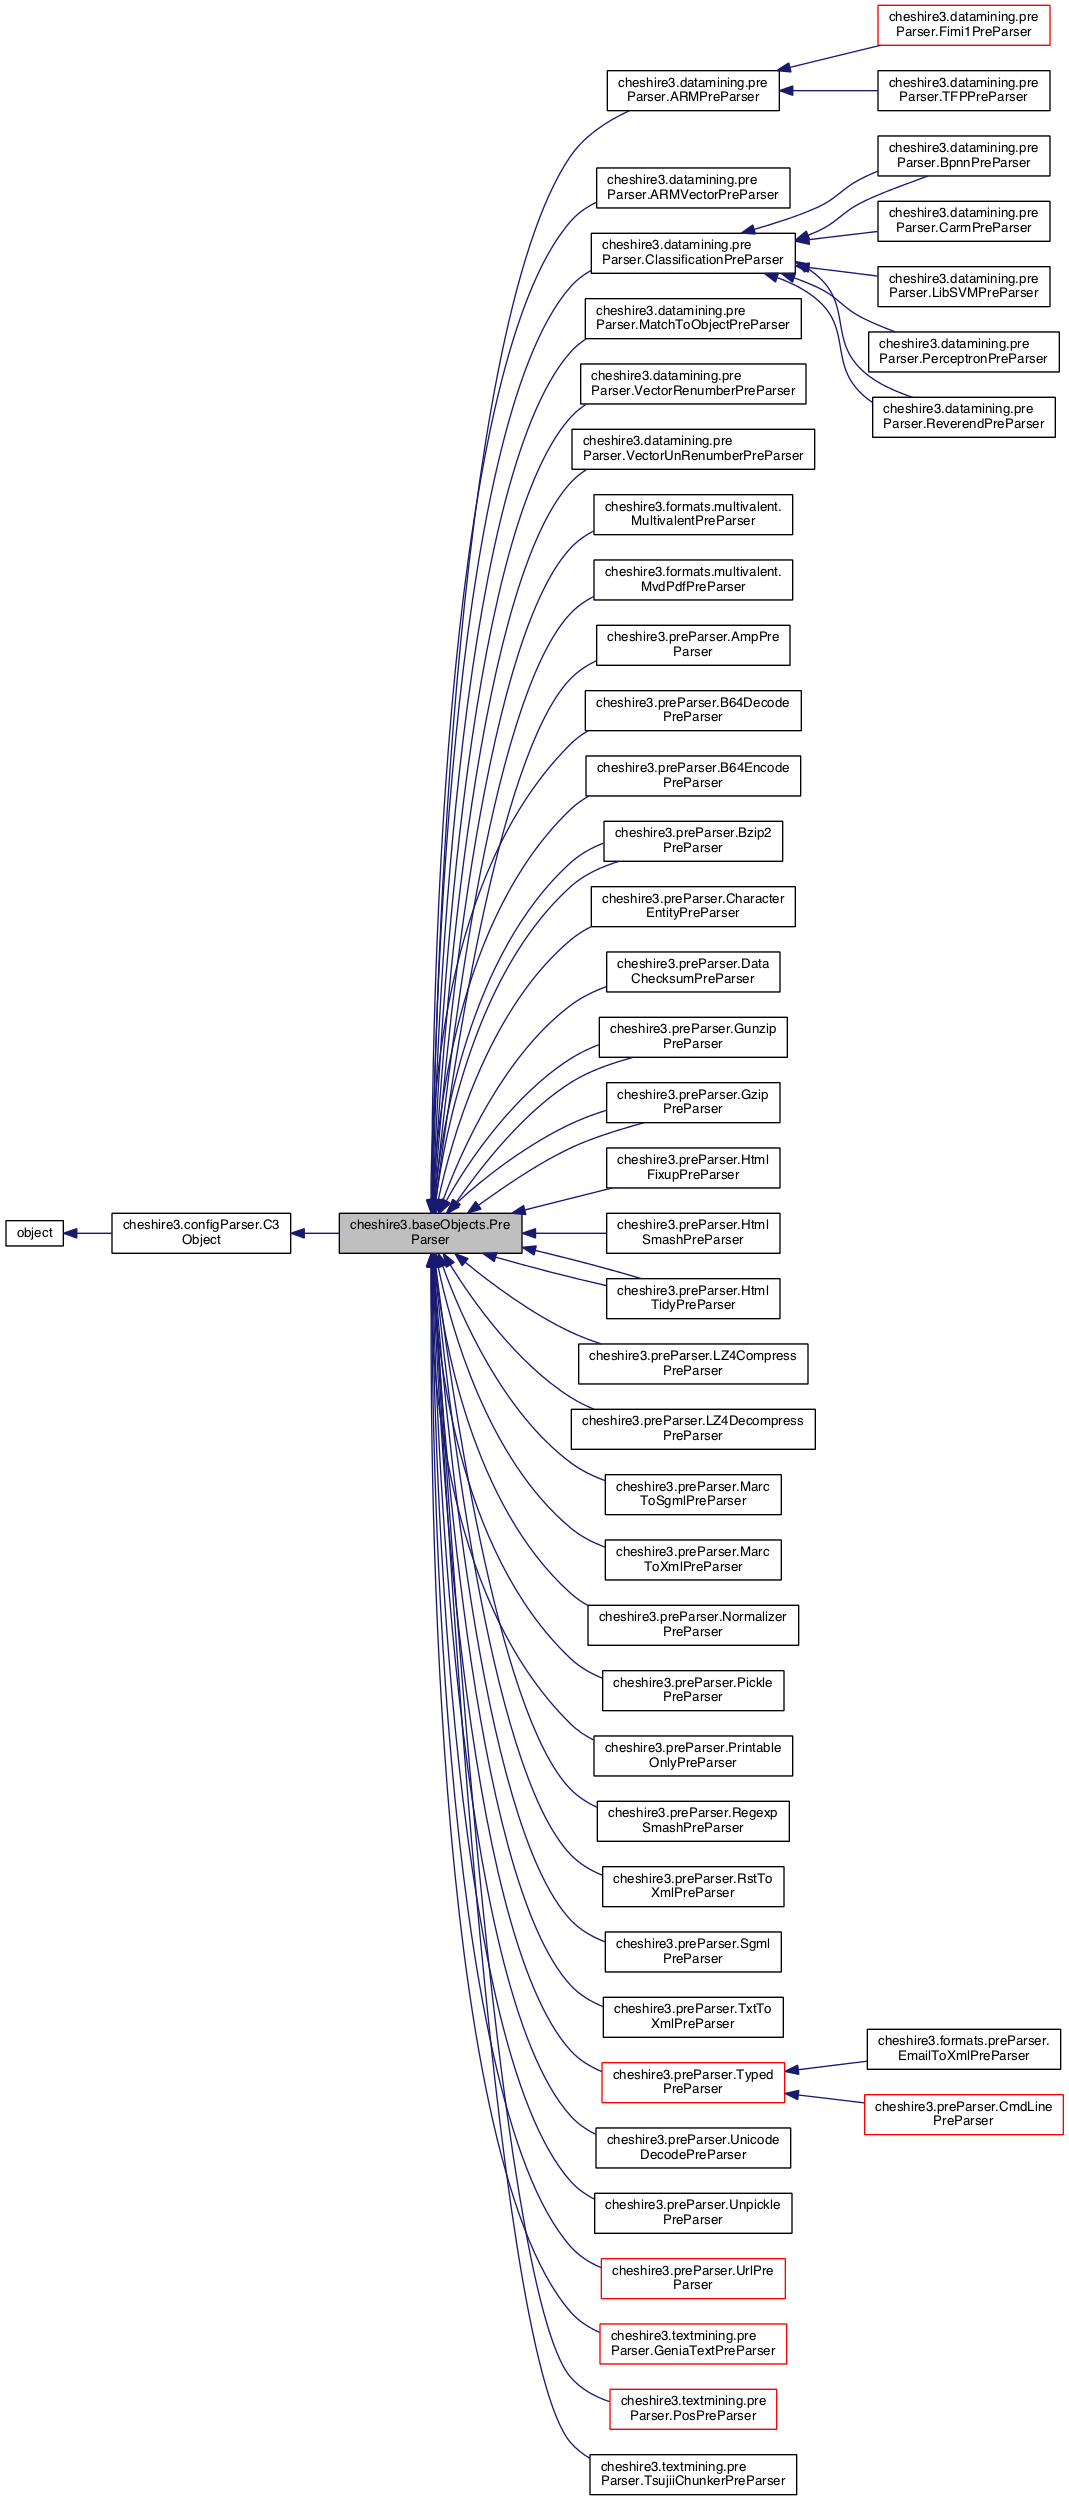 cheshire3.datamining.pre
Parser.Fimi1PreParser
cheshire3.datamining.pre
Parser.ARMPreParser
cheshire3.datamining.pre
Parser.TFPPreParser
cheshire3.datamining.pre
Parser.BpnnPreParser
cheshire3.datamining.pre
Parser.ARMVectorPreParser
cheshire3.datamining.pre
Parser.CarmPreParser
cheshire3.datamining.pre
Parser.ClassificationPreParser
cheshire3.datamining.pre
Parser.LibSVMPreParser
cheshire3.datamining.pre
Parser.MatchToObjectPreParser
cheshire3.datamining.pre
Parser.PerceptronPreParser
cheshire3.datamining.pre
Parser.VectorRenumberPreParser
cheshire3.datamining.pre
Parser.ReverendPreParser
cheshire3.datamining.pre
Parser.VectorUnRenumberPreParser
cheshire3.formats.multivalent.
MultivalentPreParser
cheshire3.formats.multivalent.
MvdPdfPreParser
cheshire3.preParser.AmpPre
Parser
cheshire3.preParser.B64Decode
PreParser
cheshire3.preParser.B64Encode
PreParser
cheshire3.preParser.Bzip2
PreParser
cheshire3.preParser.Character
EntityPreParser
cheshire3.preParser.Data
ChecksumPreParser
cheshire3.preParser.Gunzip
PreParser
cheshire3.preParser.Gzip
PreParser
cheshire3.preParser.Html
FixupPreParser
object
cheshire3.configParser.C3
Object
cheshire3.baseObjects.Pre
Parser
cheshire3.preParser.Html
SmashPreParser
cheshire3.preParser.Html
TidyPreParser
cheshire3.preParser.LZ4Compress
PreParser
cheshire3.preParser.LZ4Decompress
PreParser
cheshire3.preParser.Marc
ToSgmlPreParser
cheshire3.preParser.Marc
ToXmlPreParser
cheshire3.preParser.Normalizer
PreParser
cheshire3.preParser.Pickle
PreParser
cheshire3.preParser.Printable
OnlyPreParser
cheshire3.preParser.Regexp
SmashPreParser
cheshire3.preParser.RstTo
XmlPreParser
cheshire3.preParser.Sgml
PreParser
cheshire3.preParser.TxtTo
XmlPreParser
cheshire3.formats.preParser.
EmailToXmlPreParser
cheshire3.preParser.Typed
PreParser
cheshire3.preParser.CmdLine
PreParser
cheshire3.preParser.Unicode
DecodePreParser
cheshire3.preParser.Unpickle
PreParser
cheshire3.preParser.UrlPre
Parser
cheshire3.textmining.pre
Parser.GeniaTextPreParser
cheshire3.textmining.pre
Parser.PosPreParser
cheshire3.textmining.pre
Parser.TsujiiChunkerPreParser